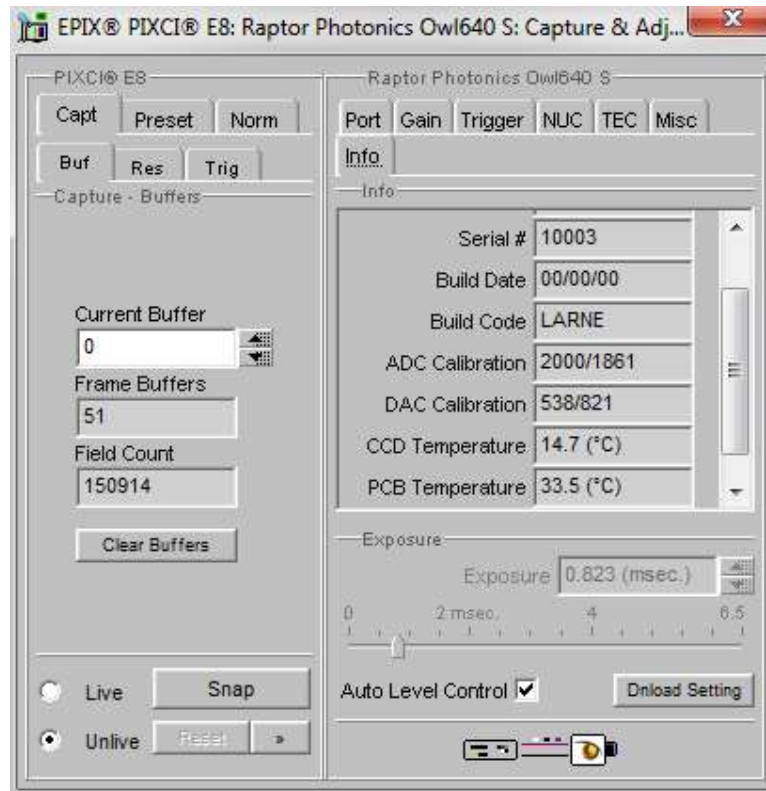 EPIX® PIXCI® E8: Raptor Photonics Owl640 S: Capture & Adj...
PIXCI® E8
Capt Preset Norm
Buf Res Trig
Capture - Buffers
Current Buffer
0
Frame Buffers
51
Field Count
150914
Clear Buffers
Live Snap
Unlive Reset »
Raptor Photonics Owl640 S
Port Gain Trigger NUC TEC Misc
Info
Info
Serial # 10003
Build Date 00/00/00
Build Code LARNE
ADC Calibration 2000/1861
DAC Calibration 538/821
CCD Temperature 14.7 (°C)
PCB Temperature 33.5 (°C)
Exposure
Exposure 0.823 (msec.)
0 2 msec. 4 6.5
Auto Level Control Dnload Setting